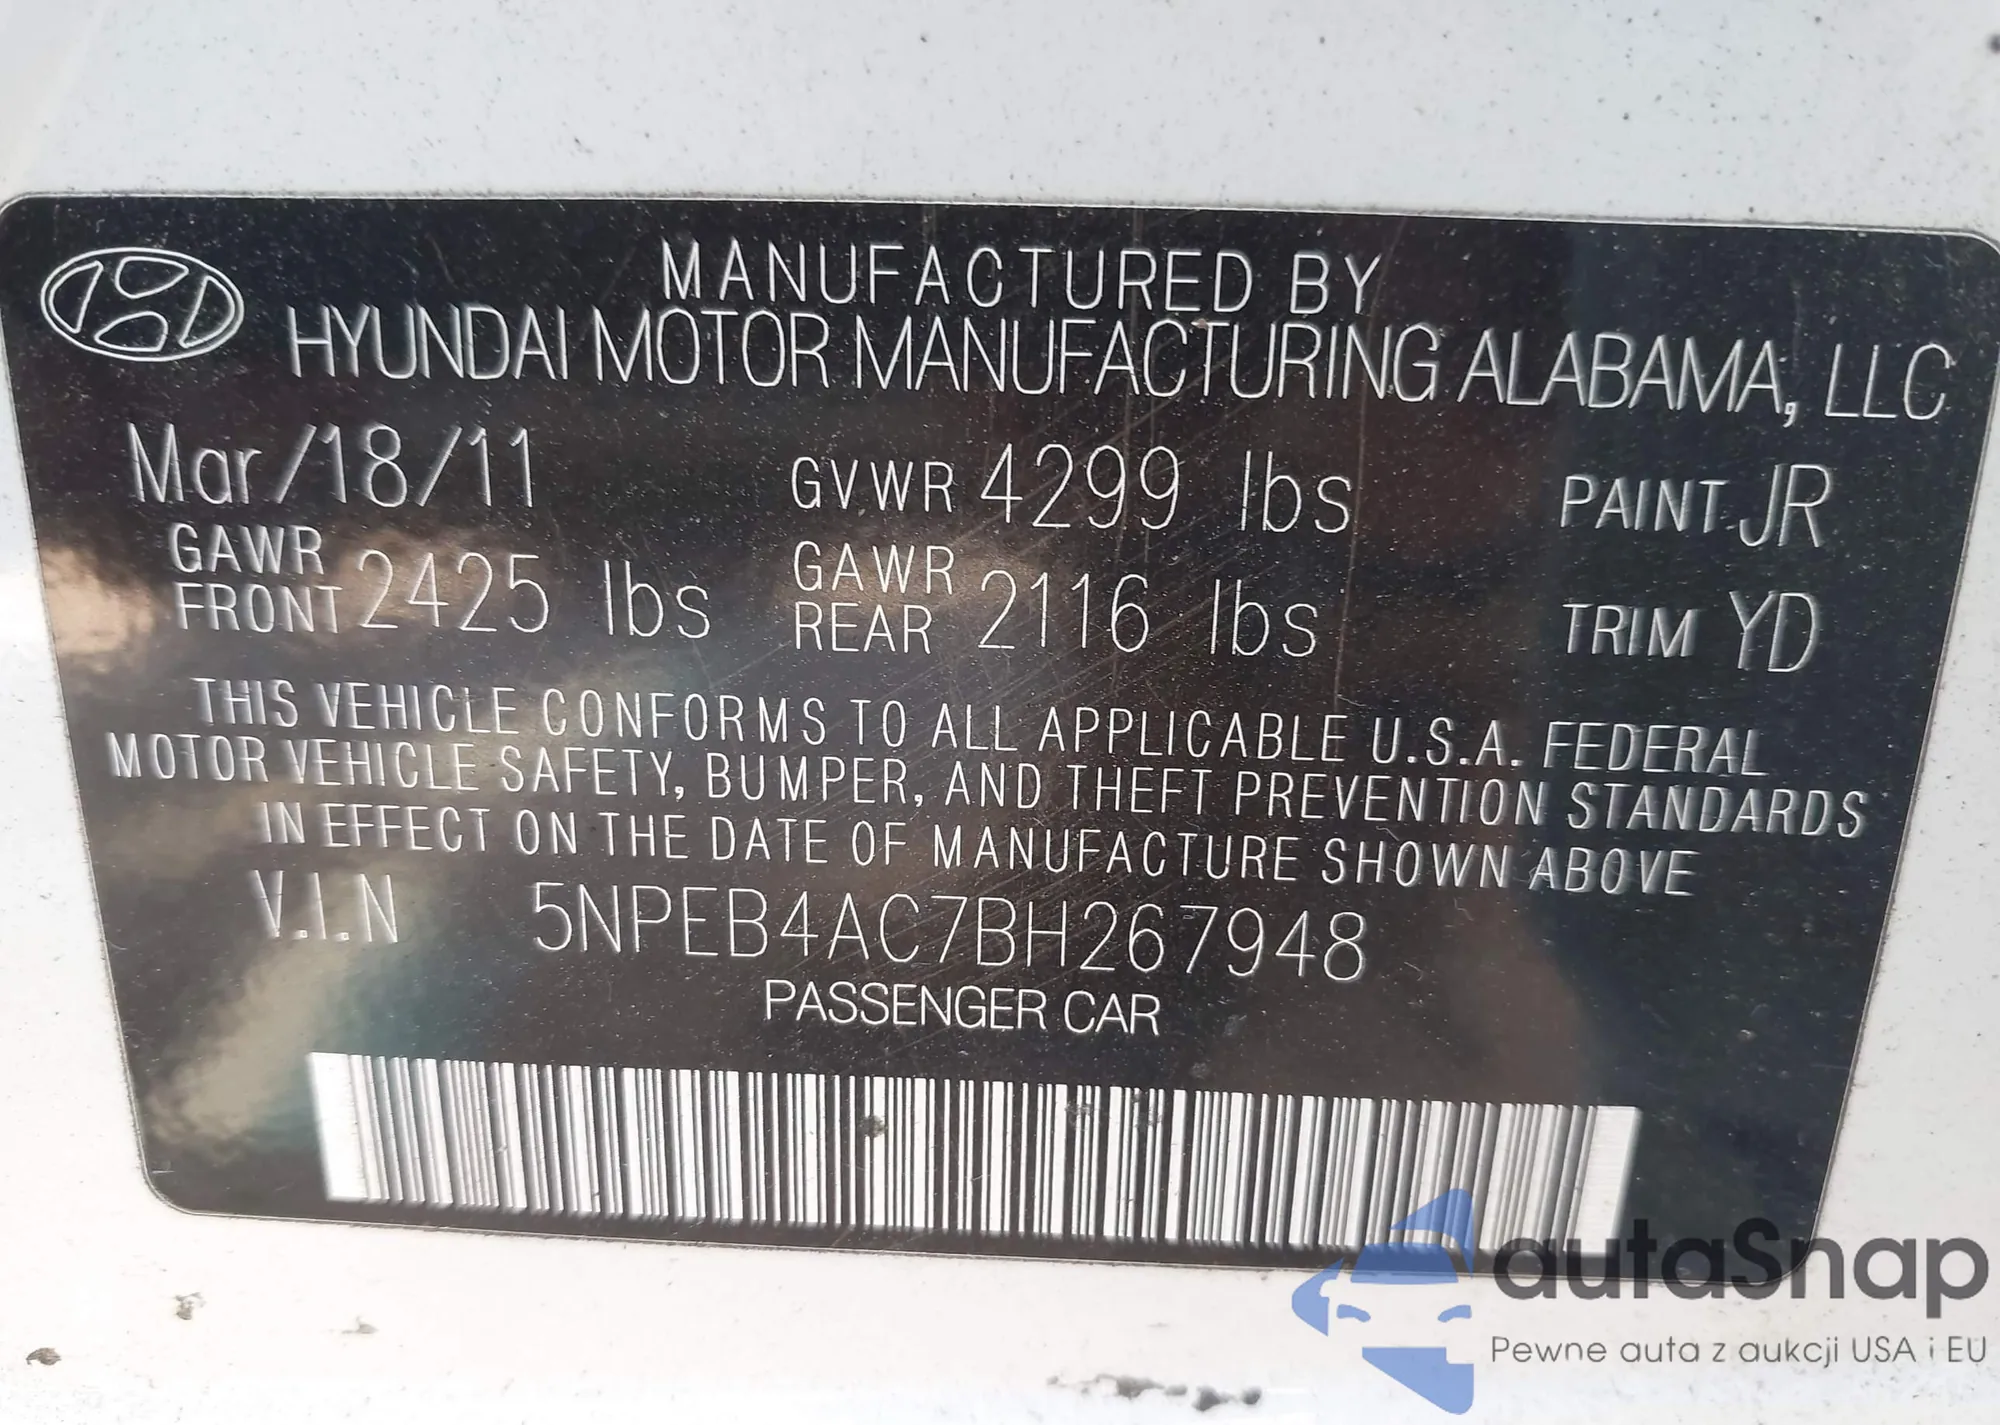 MANUFACTURED BY
HYUNDAI MOTOR MANUFACTURING ALABAMA, LLC
Mar/18/11 GVWR 4299 lbs PAINT JR
GAWR FRONT 2425 lbs GAWR REAR 2116 lbs TRIM YD
THIS VEHICLE CONFORMS TO ALL APPLICABLE U.S.A. FEDERAL
MOTOR VEHICLE SAFETY, BUMPER, AND THEFT PREVENTION STANDARDS
IN EFFECT ON THE DATE OF MANUFACTURE SHOWN ABOVE
V.I.N 5NPEB4AC7BH267948
PASSENGER CAR
autaSnap
Pewne auta z aukcji USA i EU